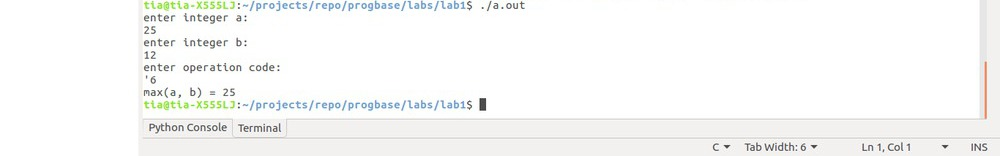 tia@tia-X555LJ:~/projects/repo/progbase/labs/lab1$ ./a.out
enter integer a:
25
enter integer b:
12
enter operation code:
'6
max(a, b) = 25
tia@tia-X555LJ:~/projects/repo/progbase/labs/lab1$
Python Console Terminal
C Tab Width: 6 Ln 1, Col 1 INS